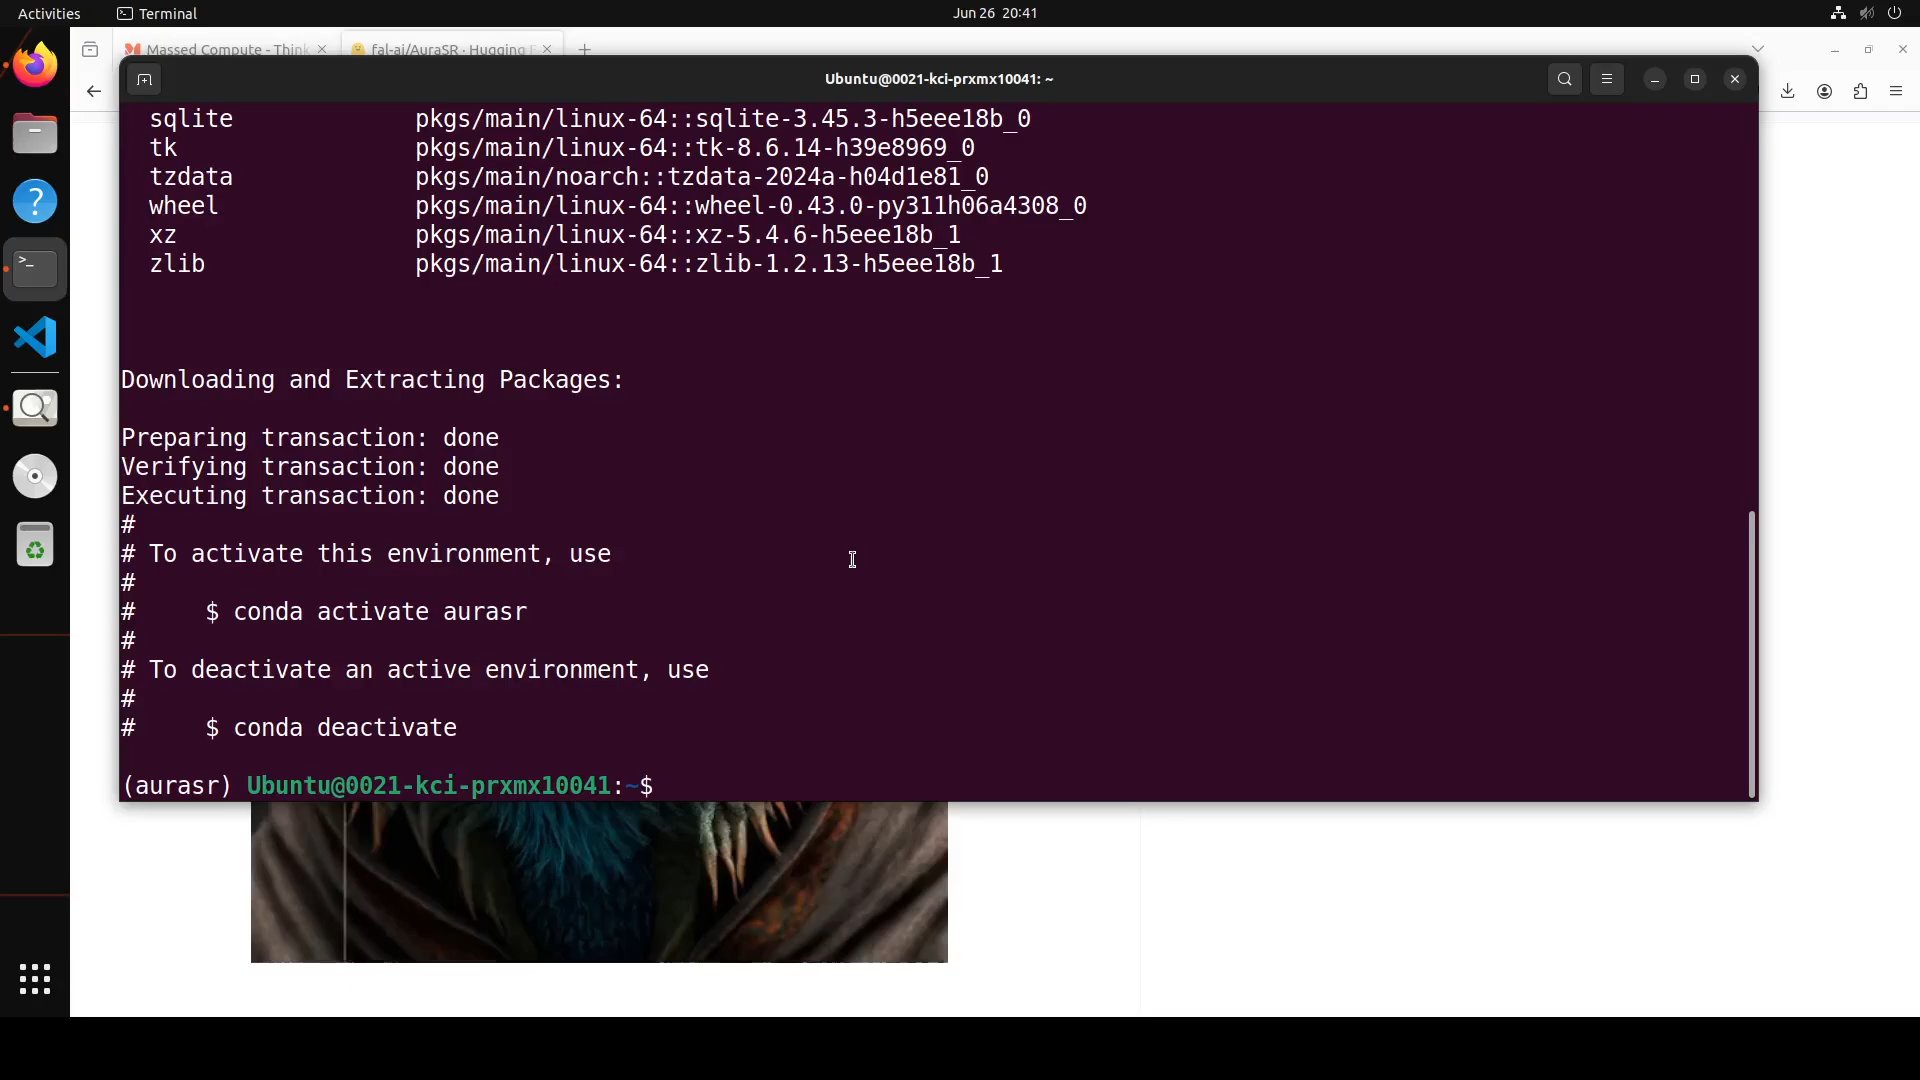 Activities
Terminal
Jun 26 20:41
Massed Compute - Think
fal-ai/AuraSR · Hugging
Ubuntu@0021-kci-prxmx10041: ~
sqlite pkgs/main/linux-64::sqlite-3.45.3-h5eee18b_0
tk pkgs/main/linux-64::tk-8.6.14-h39e8969_0
tzdata pkgs/main/noarch::tzdata-2024a-h04d1e81_0
wheel pkgs/main/linux-64::wheel-0.43.0-py311h06a4308_0
xz pkgs/main/linux-64::xz-5.4.6-h5eee18b_1
zlib pkgs/main/linux-64::zlib-1.2.13-h5eee18b_1
Downloading and Extracting Packages:
Preparing transaction: done
Verifying transaction: done
Executing transaction: done
#
# To activate this environment, use
#
# $ conda activate aurasr
#
# To deactivate an active environment, use
#
# $ conda deactivate
(aurasr) Ubuntu@0021-kci-prxmx10041:~$